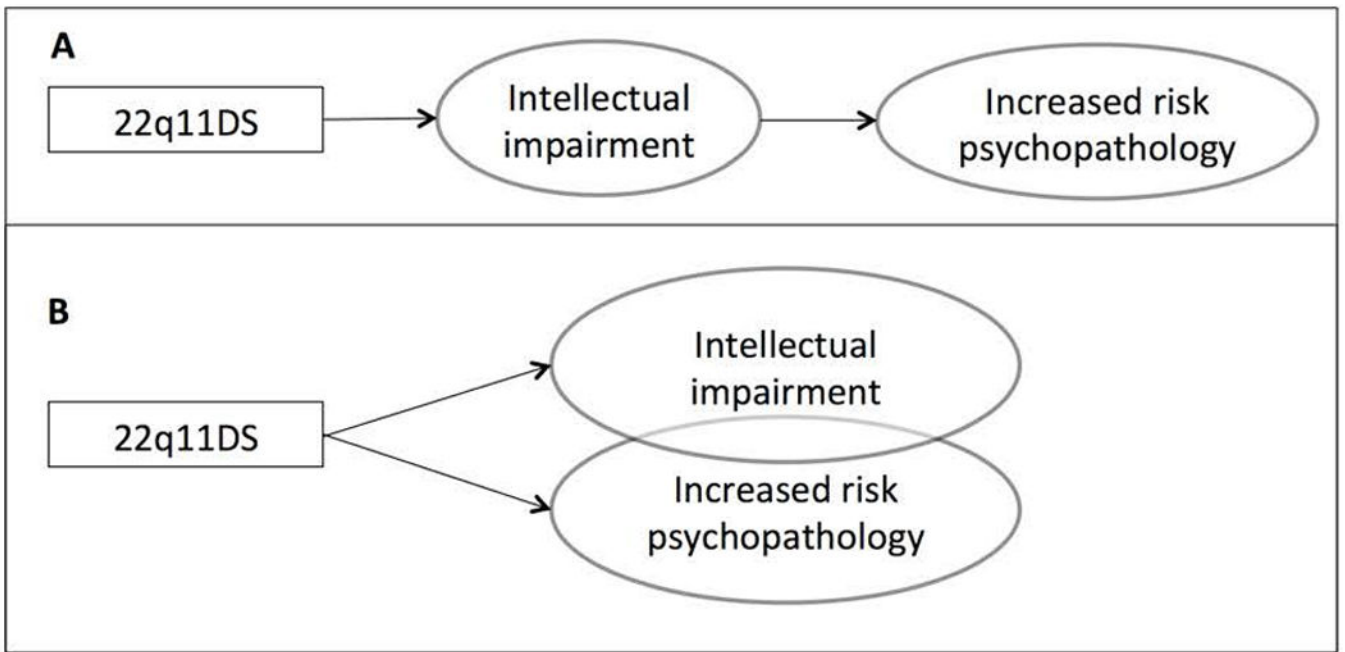 A
22q11DS
Intellectual
impairment
Increased risk
psychopathology
B
22q11DS
Intellectual
impairment
Increased risk
psychopathology